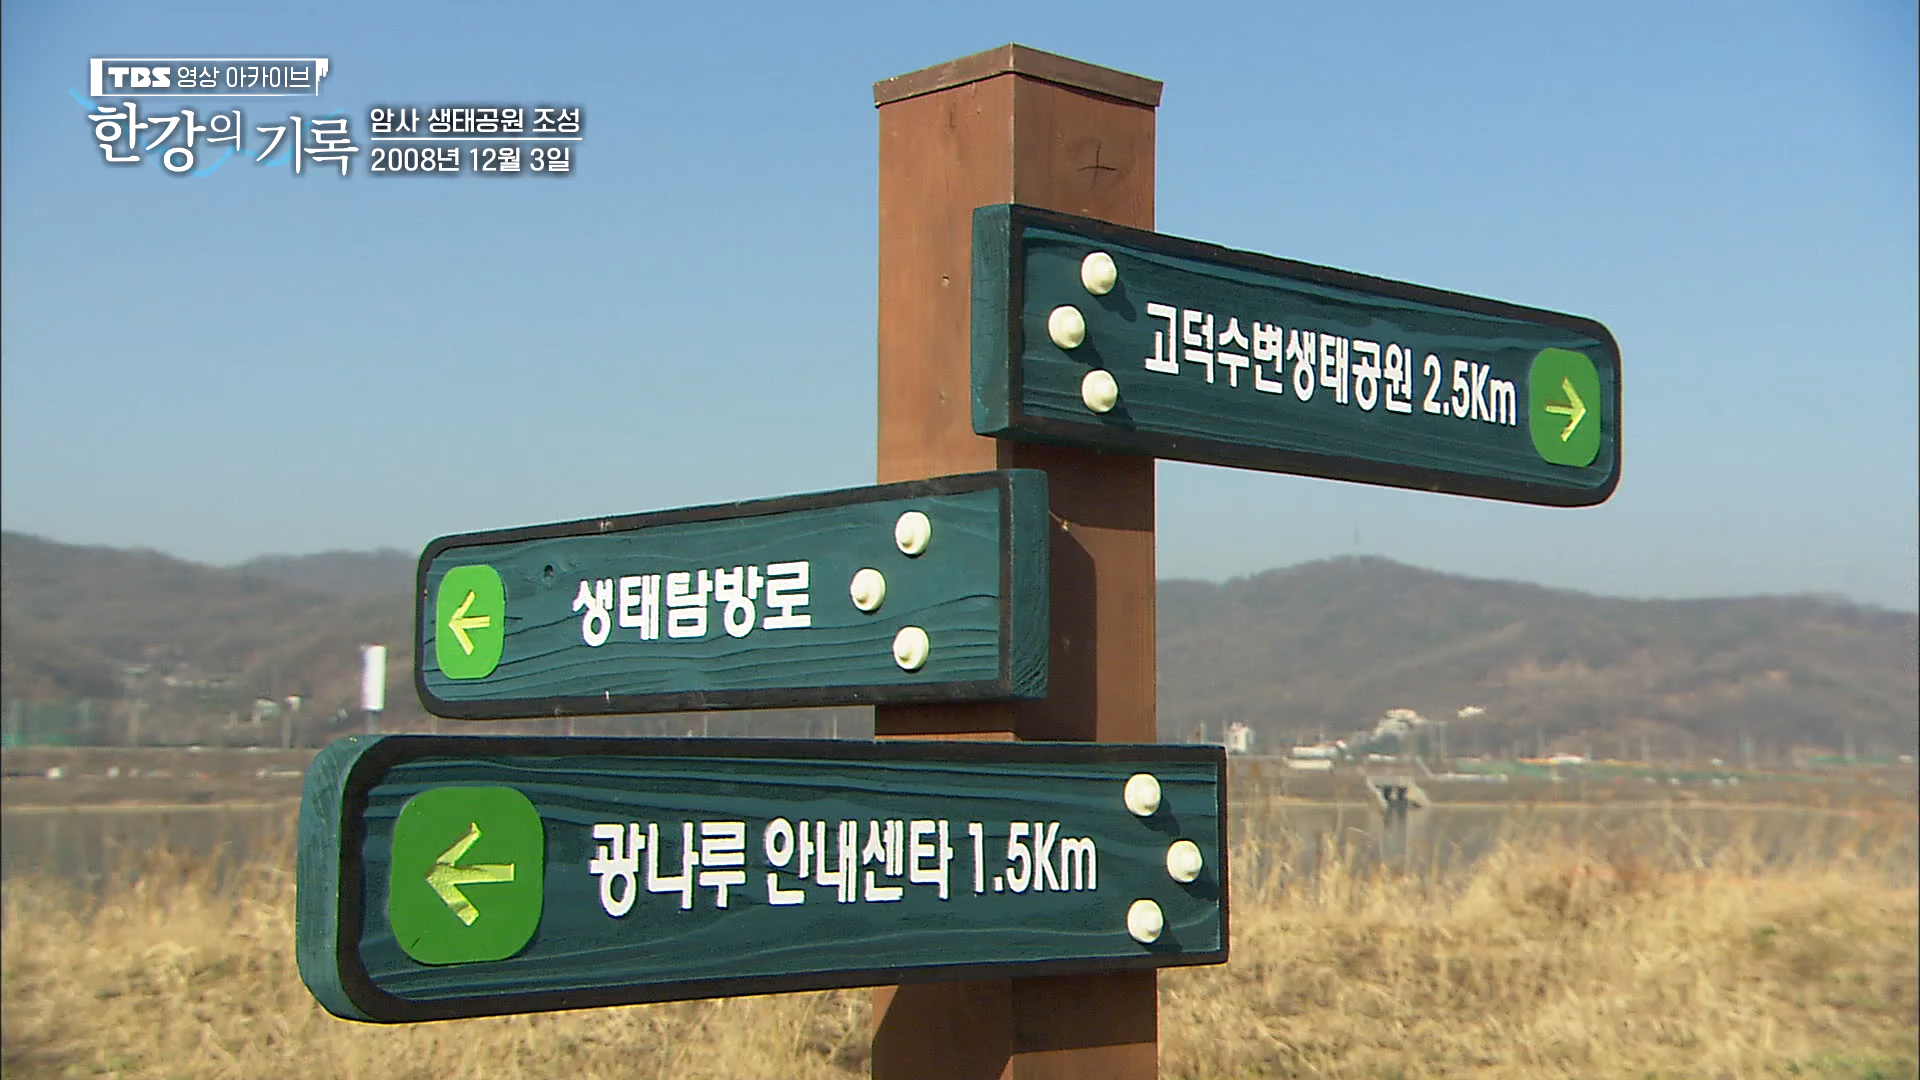 TBS 영상 아카이브
한강의 기록
암사 생태공원 조성
2008년 12월 3일
고덕수변생태공원 2.5Km
생태탐방로
광나루 안내센타 1.5Km